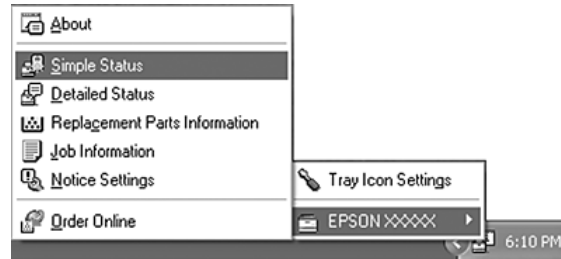 About
Simple Status
Detailed Status
Replacement Parts Information
Job Information
Notice Settings
Order Online
Tray Icon Settings
EPSON XXXXX
6:10 PM